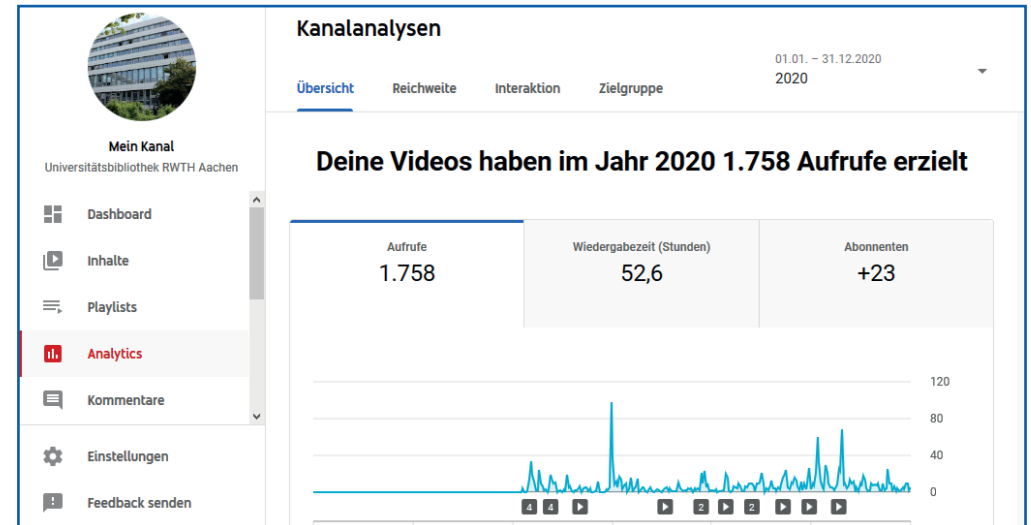 Kanalanalysen
01.01. – 31.12.2020
2020
Übersicht Reichweite Interaktion Zielgruppe
Mein Kanal
Universitätsbibliothek RWTH Aachen
Dashboard
Inhalte
Playlists
Analytics
Kommentare
Einstellungen
Feedback senden
Deine Videos haben im Jahr 2020 1.758 Aufrufe erzielt
Aufrufe
1.758
Wiedergabezeit (Stunden)
52,6
Abonnenten
+23
120
80
40
0
4 4 2 2